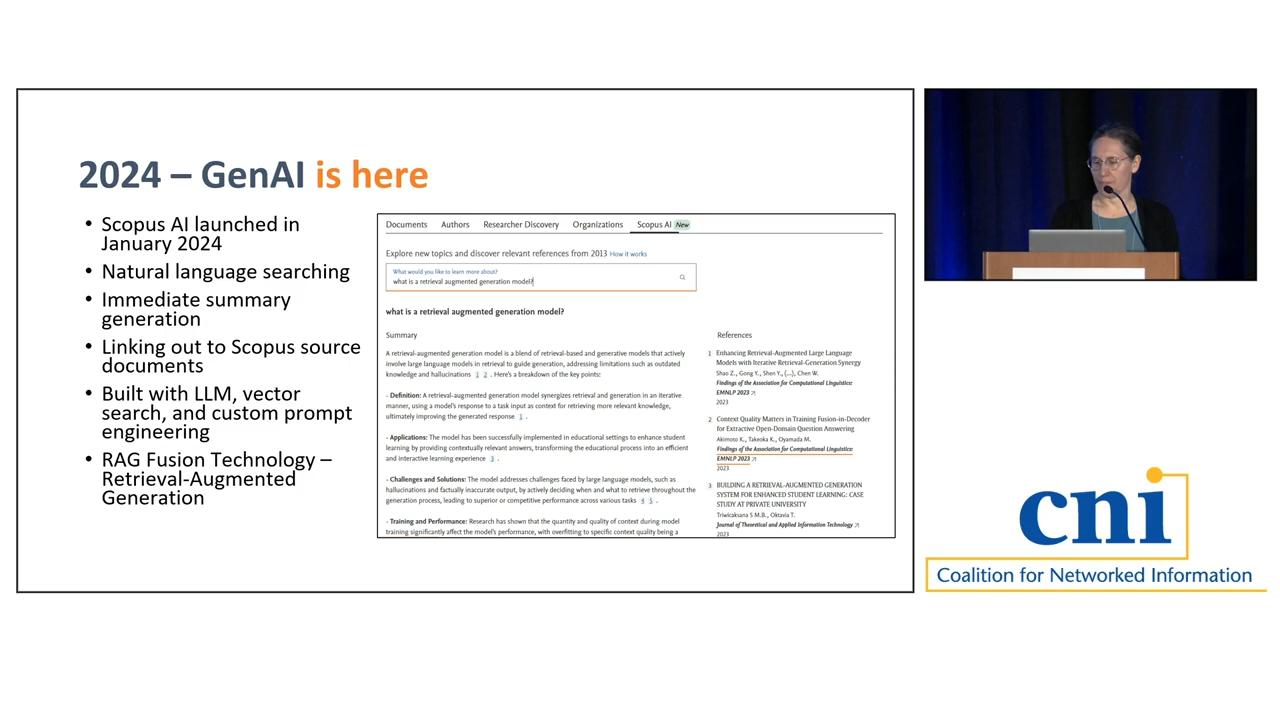 2024 – GenAI is here
• Scopus AI launched in
January 2024
• Natural language searching
• Immediate summary
generation
• Linking out to Scopus source
documents
• Built with LLM, vector
search, and custom prompt
engineering
• RAG Fusion Technology –
Retrieval-Augmented
Generation
Documents Authors Researcher Discovery Organizations Scopus AI New
Explore new topics and discover relevant references from 2013 How it works
What would you like to learn more about?
what is a retrieval augmented generation model?
what is a retrieval augmented generation model?
Summary
A retrieval-augmented generation model is a blend of retrieval-based and generative models that actively
involve large language models in retrieval to guide generation, addressing limitations such as outdated
knowledge and hallucinations 1 2 . Here's a breakdown of the key points:
- Definition: A retrieval-augmented generation model synergizes retrieval and generation in an iterative
manner, using a model's response to a task input as context for retrieving more relevant knowledge,
ultimately improving the generated response 1 .
- Applications: The model has been successfully implemented in educational settings to enhance student
learning by providing contextually relevant answers, transforming the educational process into an efficient
and interactive learning experience 3 .
- Challenges and Solutions: The model addresses challenges faced by large language models, such as
hallucinations and factually inaccurate output, by actively deciding when and what to retrieve throughout the
generation process, leading to superior or competitive performance across various tasks 4 5 .
- Training and Performance: Research has shown that the quantity and quality of context during model
training significantly affect the model's performance, with overfitting to specific context quality being a
References
1 Enhancing Retrieval-Augmented Large Language
Models with Iterative Retrieval-Generation Synergy
Shao Z., Gong Y., Shen Y., (...), Chen W.
Findings of the Association for Computational Linguistics:
EMNLP 2023
2023
2 Context Quality Matters in Training Fusion-in-Decoder
for Extractive Open-Domain Question Answering
Akimoto K., Takeoka K., Oyamada M.
Findings of the Association for Computational Linguistics:
EMNLP 2023
2023
3 BUILDING A RETRIEVAL-AUGMENTED GENERATION
SYSTEM FOR ENHANCED STUDENT LEARNING: CASE
STUDY AT PRIVATE UNIVERSITY
Triwicaksana S M.B., Oktavia T.
Journal of Theoretical and Applied Information Technology
2023
cni
Coalition for Networked Information